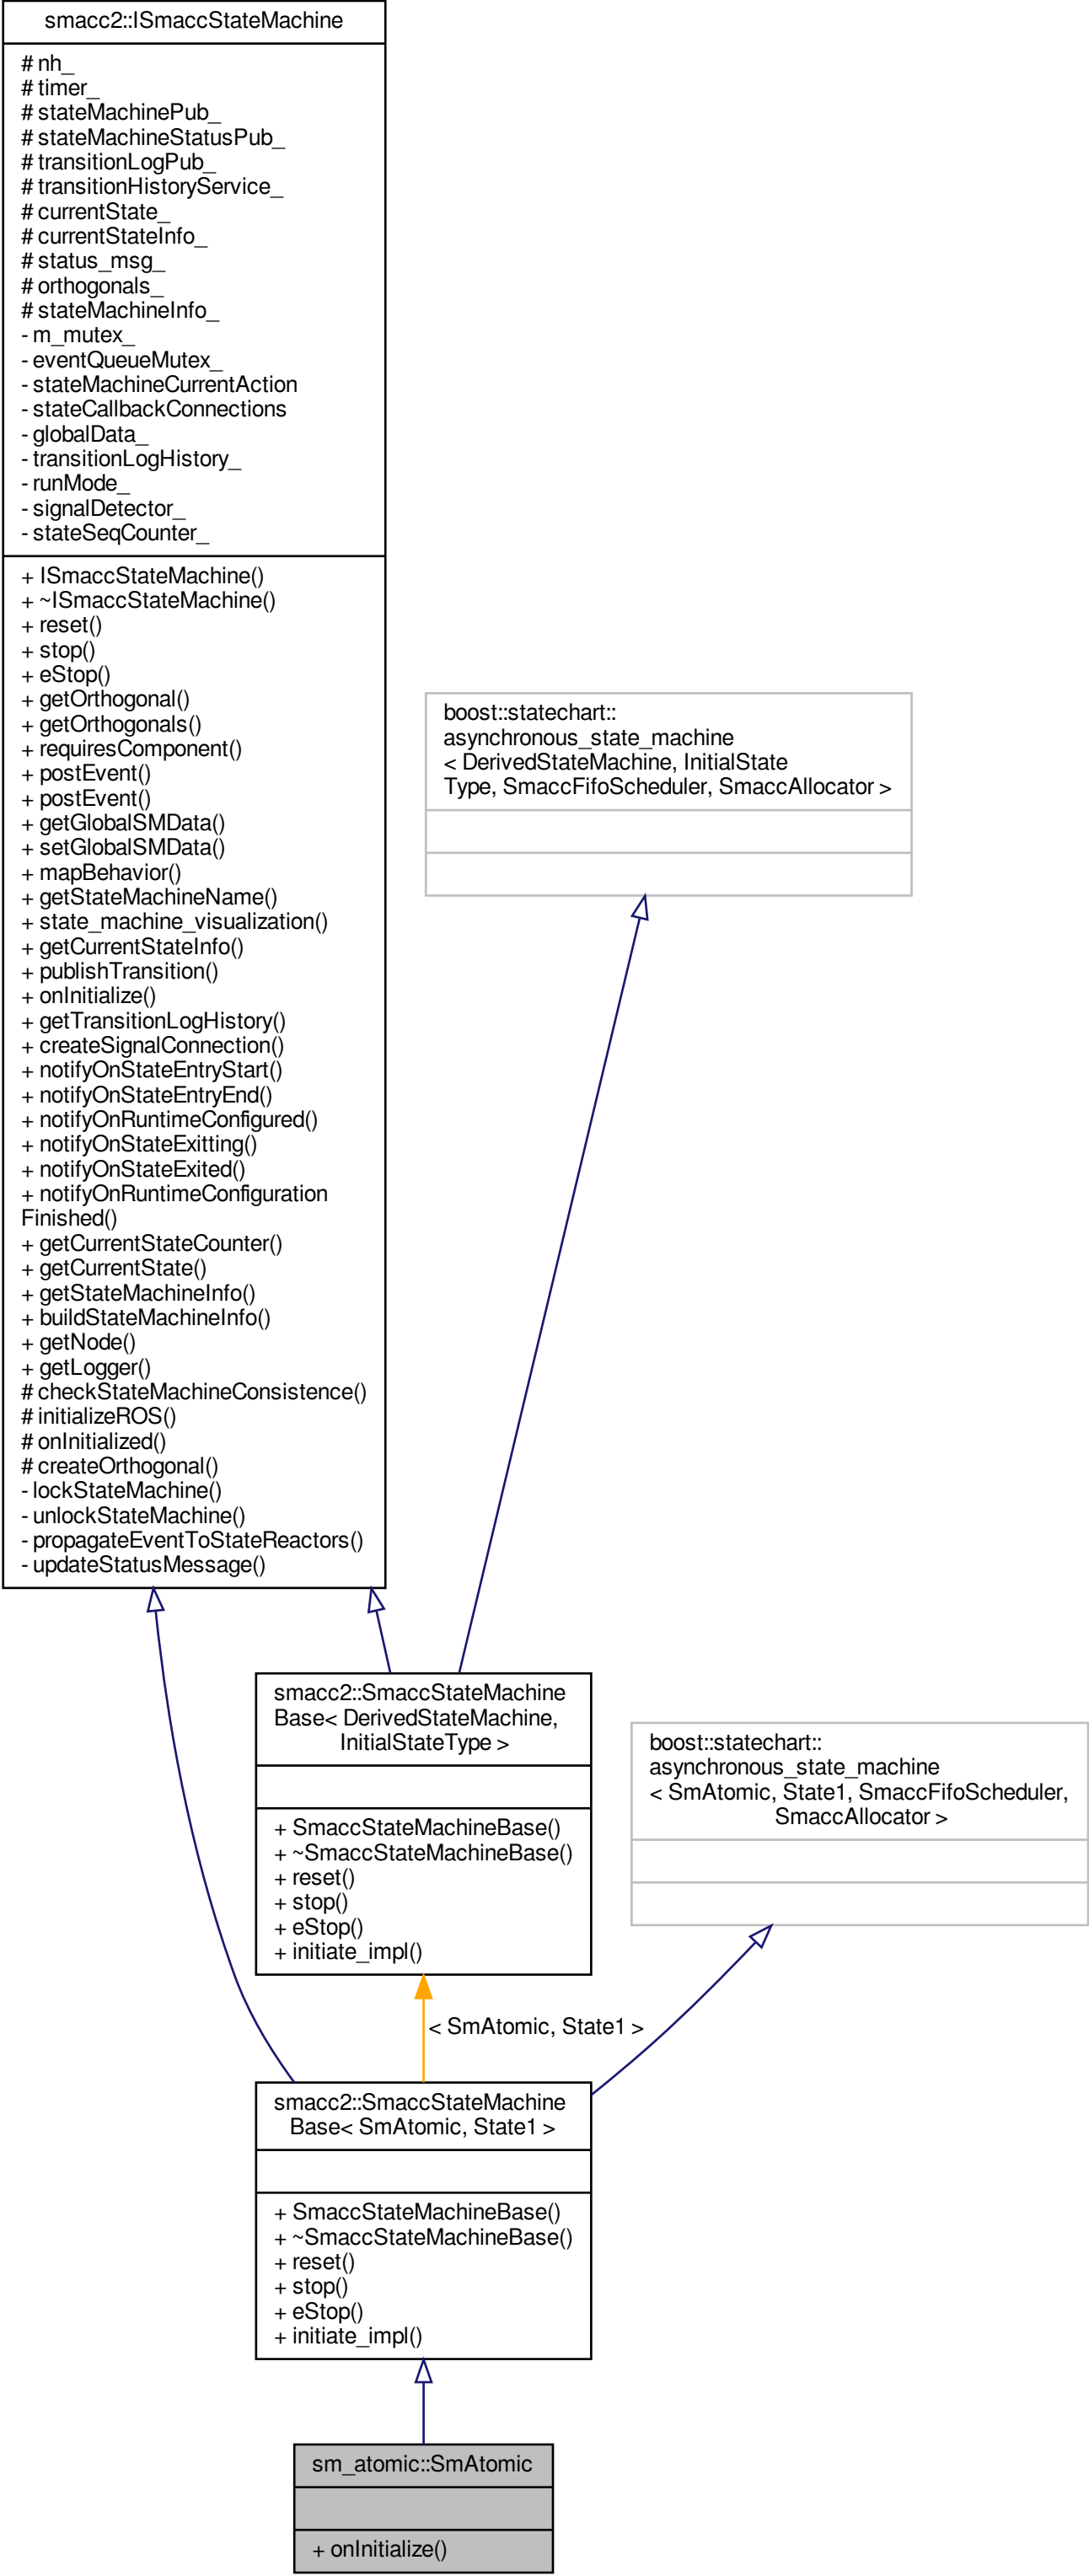 smacc2::ISmaccStateMachine
# nh_
# timer_
# stateMachinePub_
# stateMachineStatusPub_
# transitionLogPub_
# transitionHistoryService_
# currentState_
# currentStateInfo_
# status_msg_
# orthogonals_
# stateMachineInfo_
- m_mutex_
- eventQueueMutex_
- stateMachineCurrentAction
- stateCallbackConnections
- globalData_
- transitionLogHistory_
- runMode_
- signalDetector_
- stateSeqCounter_
+ ISmaccStateMachine()
+ ~ISmaccStateMachine()
+ reset()
+ stop()
+ eStop()
+ getOrthogonal()
+ getOrthogonals()
+ requiresComponent()
+ postEvent()
+ postEvent()
+ getGlobalSMData()
+ setGlobalSMData()
+ mapBehavior()
+ getStateMachineName()
+ state_machine_visualization()
+ getCurrentStateInfo()
+ publishTransition()
+ onInitialize()
+ getTransitionLogHistory()
+ createSignalConnection()
+ notifyOnStateEntryStart()
+ notifyOnStateEntryEnd()
+ notifyOnRuntimeConfigured()
+ notifyOnStateExitting()
+ notifyOnStateExited()
+ notifyOnRuntimeConfiguration
Finished()
+ getCurrentStateCounter()
+ getCurrentState()
+ getStateMachineInfo()
+ buildStateMachineInfo()
+ getNode()
+ getLogger()
# checkStateMachineConsistence()
# initializeROS()
# onInitialized()
# createOrthogonal()
- lockStateMachine()
- unlockStateMachine()
- propagateEventToStateReactors()
- updateStatusMessage()
boost::statechart::
asynchronous_state_machine
< DerivedStateMachine, InitialState
Type, SmaccFifoScheduler, SmaccAllocator >
smacc2::SmaccStateMachine
Base< DerivedStateMachine,
InitialStateType >
+ SmaccStateMachineBase()
+ ~SmaccStateMachineBase()
+ reset()
+ stop()
+ eStop()
+ initiate_impl()
boost::statechart::
asynchronous_state_machine
< SmAtomic, State1, SmaccFifoScheduler,
SmaccAllocator >
< SmAtomic, State1 >
smacc2::SmaccStateMachine
Base< SmAtomic, State1 >
+ SmaccStateMachineBase()
+ ~SmaccStateMachineBase()
+ reset()
+ stop()
+ eStop()
+ initiate_impl()
sm_atomic::SmAtomic
+ onInitialize()